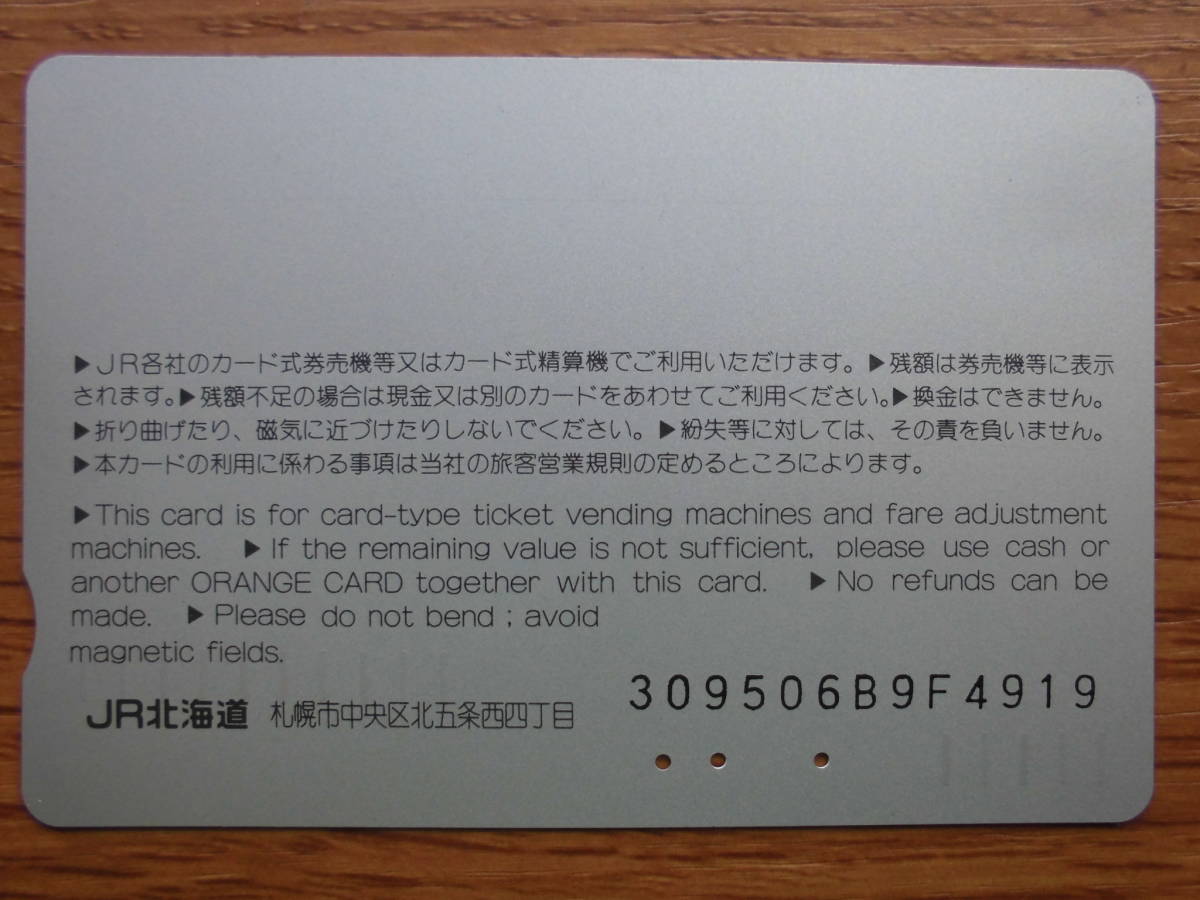 ▶JR各社のカード式券売機等又はカード式精算機でご利用いただけます。▶残額は券売機等に表示
されます。▶残額不足の場合は現金又は別のカードをあわせてご利用ください。▶換金はできません。
▶折り曲げたり、磁気に近づけたりしないでください。▶紛失等に対しては、その責を負いません。
▶本カードの利用に係わる事項は当社の旅客営業規則の定めるところによります。
▶This card is for card-type ticket vending machines and fare adjustment
machines. ▶If the remaining value is not sufficient, please use cash or
another ORANGE CARD together with this card. ▶No refunds can be
made. ▶Please do not bend ; avoid
magnetic fields.
309506B9F4919
JR北海道 札幌市中央区北五条西四丁目